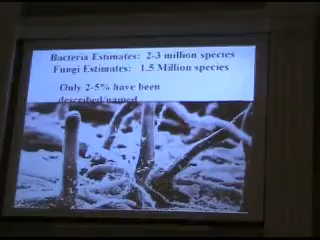 Bacteria Estimates: 2-3 million species
Fungi Estimates: 1.5 Million species
Only 2-5% have been
described/named